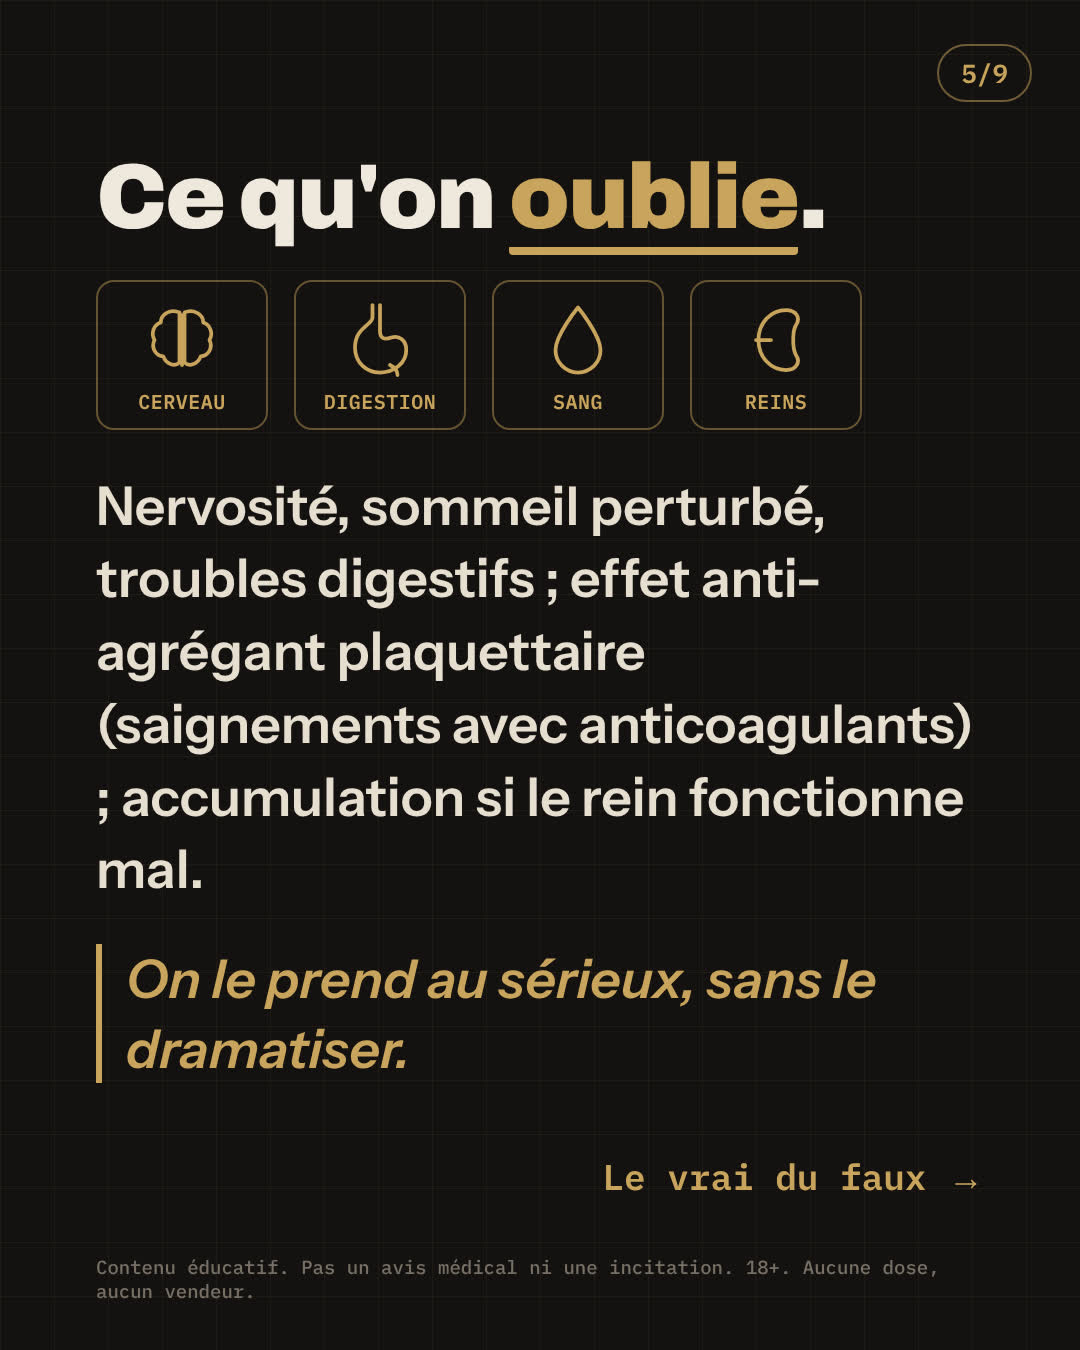 5/9
Ce qu'on oublie.
CERVEAU
DIGESTION
SANG
REINS
Nervosité, sommeil perturbé,
troubles digestifs ; effet anti-
agrégant plaquettaire
(saignements avec anticoagulants)
; accumulation si le rein fonctionne
mal.
On le prend au sérieux, sans le
dramatiser.
Le vrai du faux →
Contenu éducatif. Pas un avis médical ni une incitation. 18+. Aucune dose,
aucun vendeur.